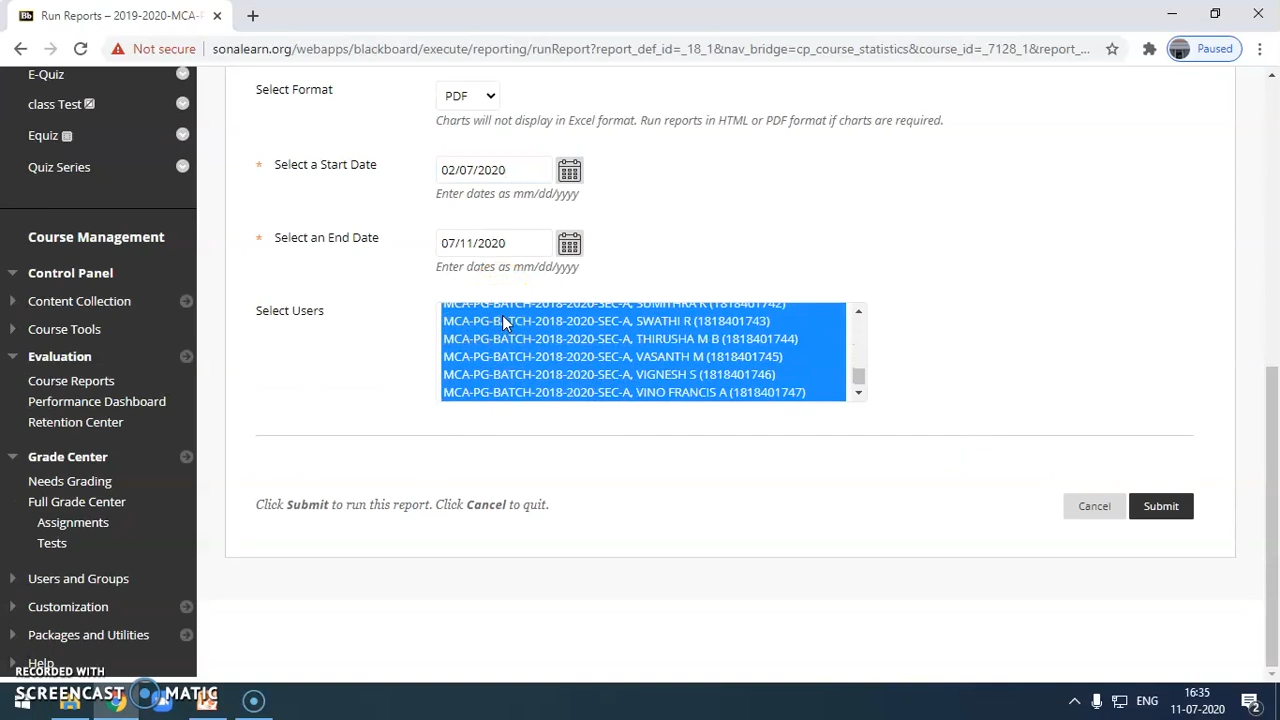 Bb Run Reports – 2019-2020-MCA-
Not secure sonalearn.org/webapps/blackboard/execute/reporting/runReport?report_def_id=_18_1&nav_bridge=cp_course_statistics&course_id=_7128_1&report_... Paused
E-Quiz
class Test
Equiz
Quiz Series
Course Management
Control Panel
Content Collection
Course Tools
Evaluation
Course Reports
Performance Dashboard
Retention Center
Grade Center
Needs Grading
Full Grade Center
Assignments
Tests
Users and Groups
Customization
Packages and Utilities
Help
Select Format PDF
Charts will not display in Excel format. Run reports in HTML or PDF format if charts are required.
* Select a Start Date 02/07/2020
Enter dates as mm/dd/yyyy
* Select an End Date 07/11/2020
Enter dates as mm/dd/yyyy
Select Users
MCA-PG-BATCH-2018-2020-SEC-A, SUMITHRA R (1818401742)
MCA-PG-BATCH-2018-2020-SEC-A, SWATHI R (1818401743)
MCA-PG-BATCH-2018-2020-SEC-A, THIRUSHA M B (1818401744)
MCA-PG-BATCH-2018-2020-SEC-A, VASANTH M (1818401745)
MCA-PG-BATCH-2018-2020-SEC-A, VIGNESH S (1818401746)
MCA-PG-BATCH-2018-2020-SEC-A, VINO FRANCIS A (1818401747)
Click Submit to run this report. Click Cancel to quit.
Cancel Submit
RECORDED WITH
SCREENCAST MATIC
ENG
16:35
11-07-2020
2